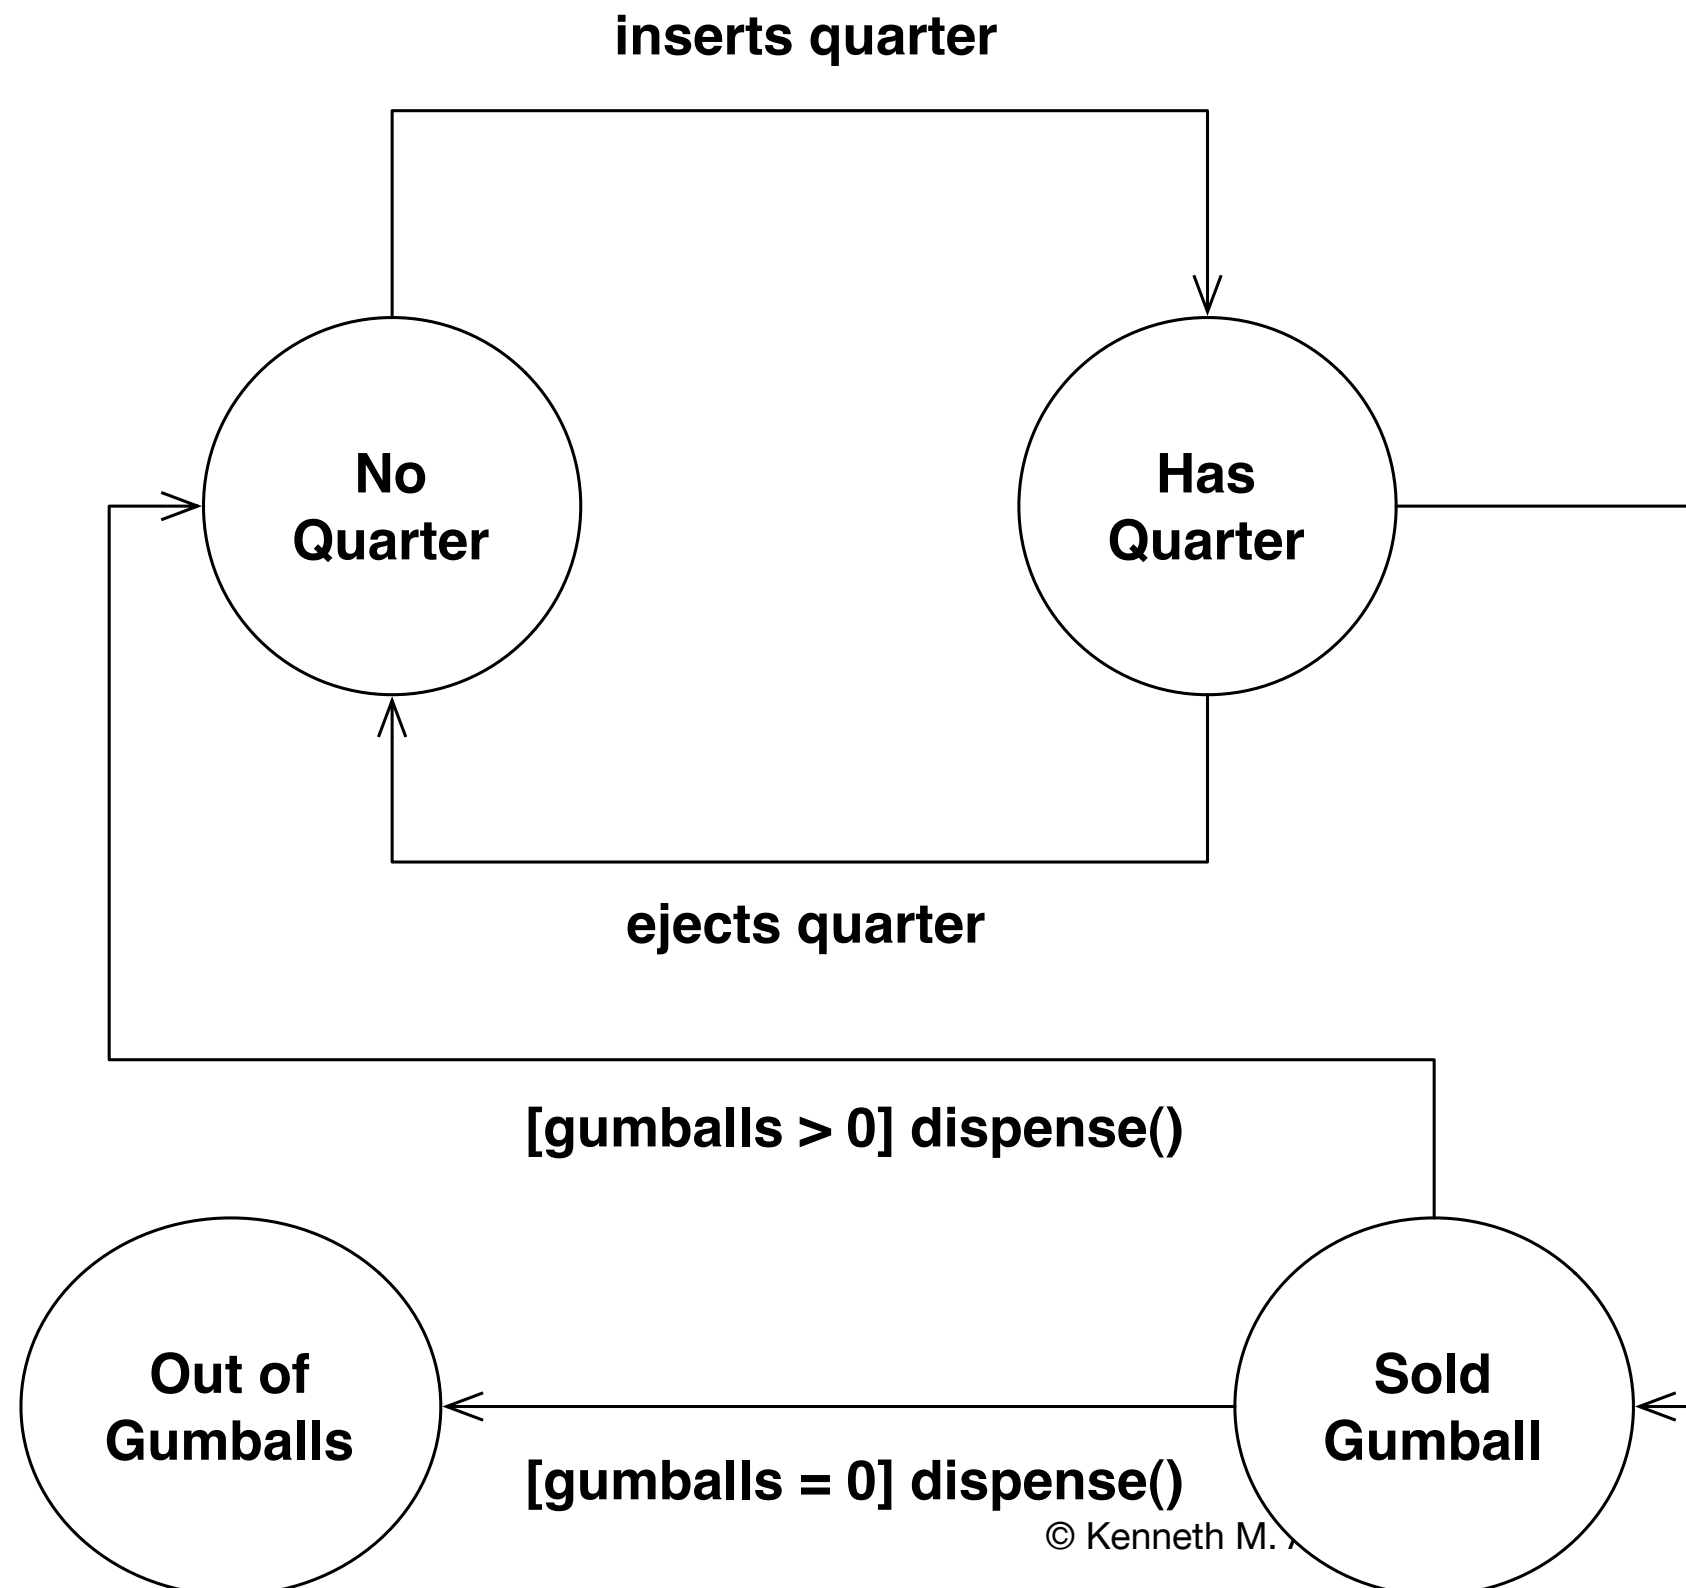 inserts quarter
No
Quarter
Has
Quarter
ejects quarter
[gumballs > 0] dispense()
Out of
Gumballs
Sold
Gumball
[gumballs = 0] dispense()
© Kenneth M.